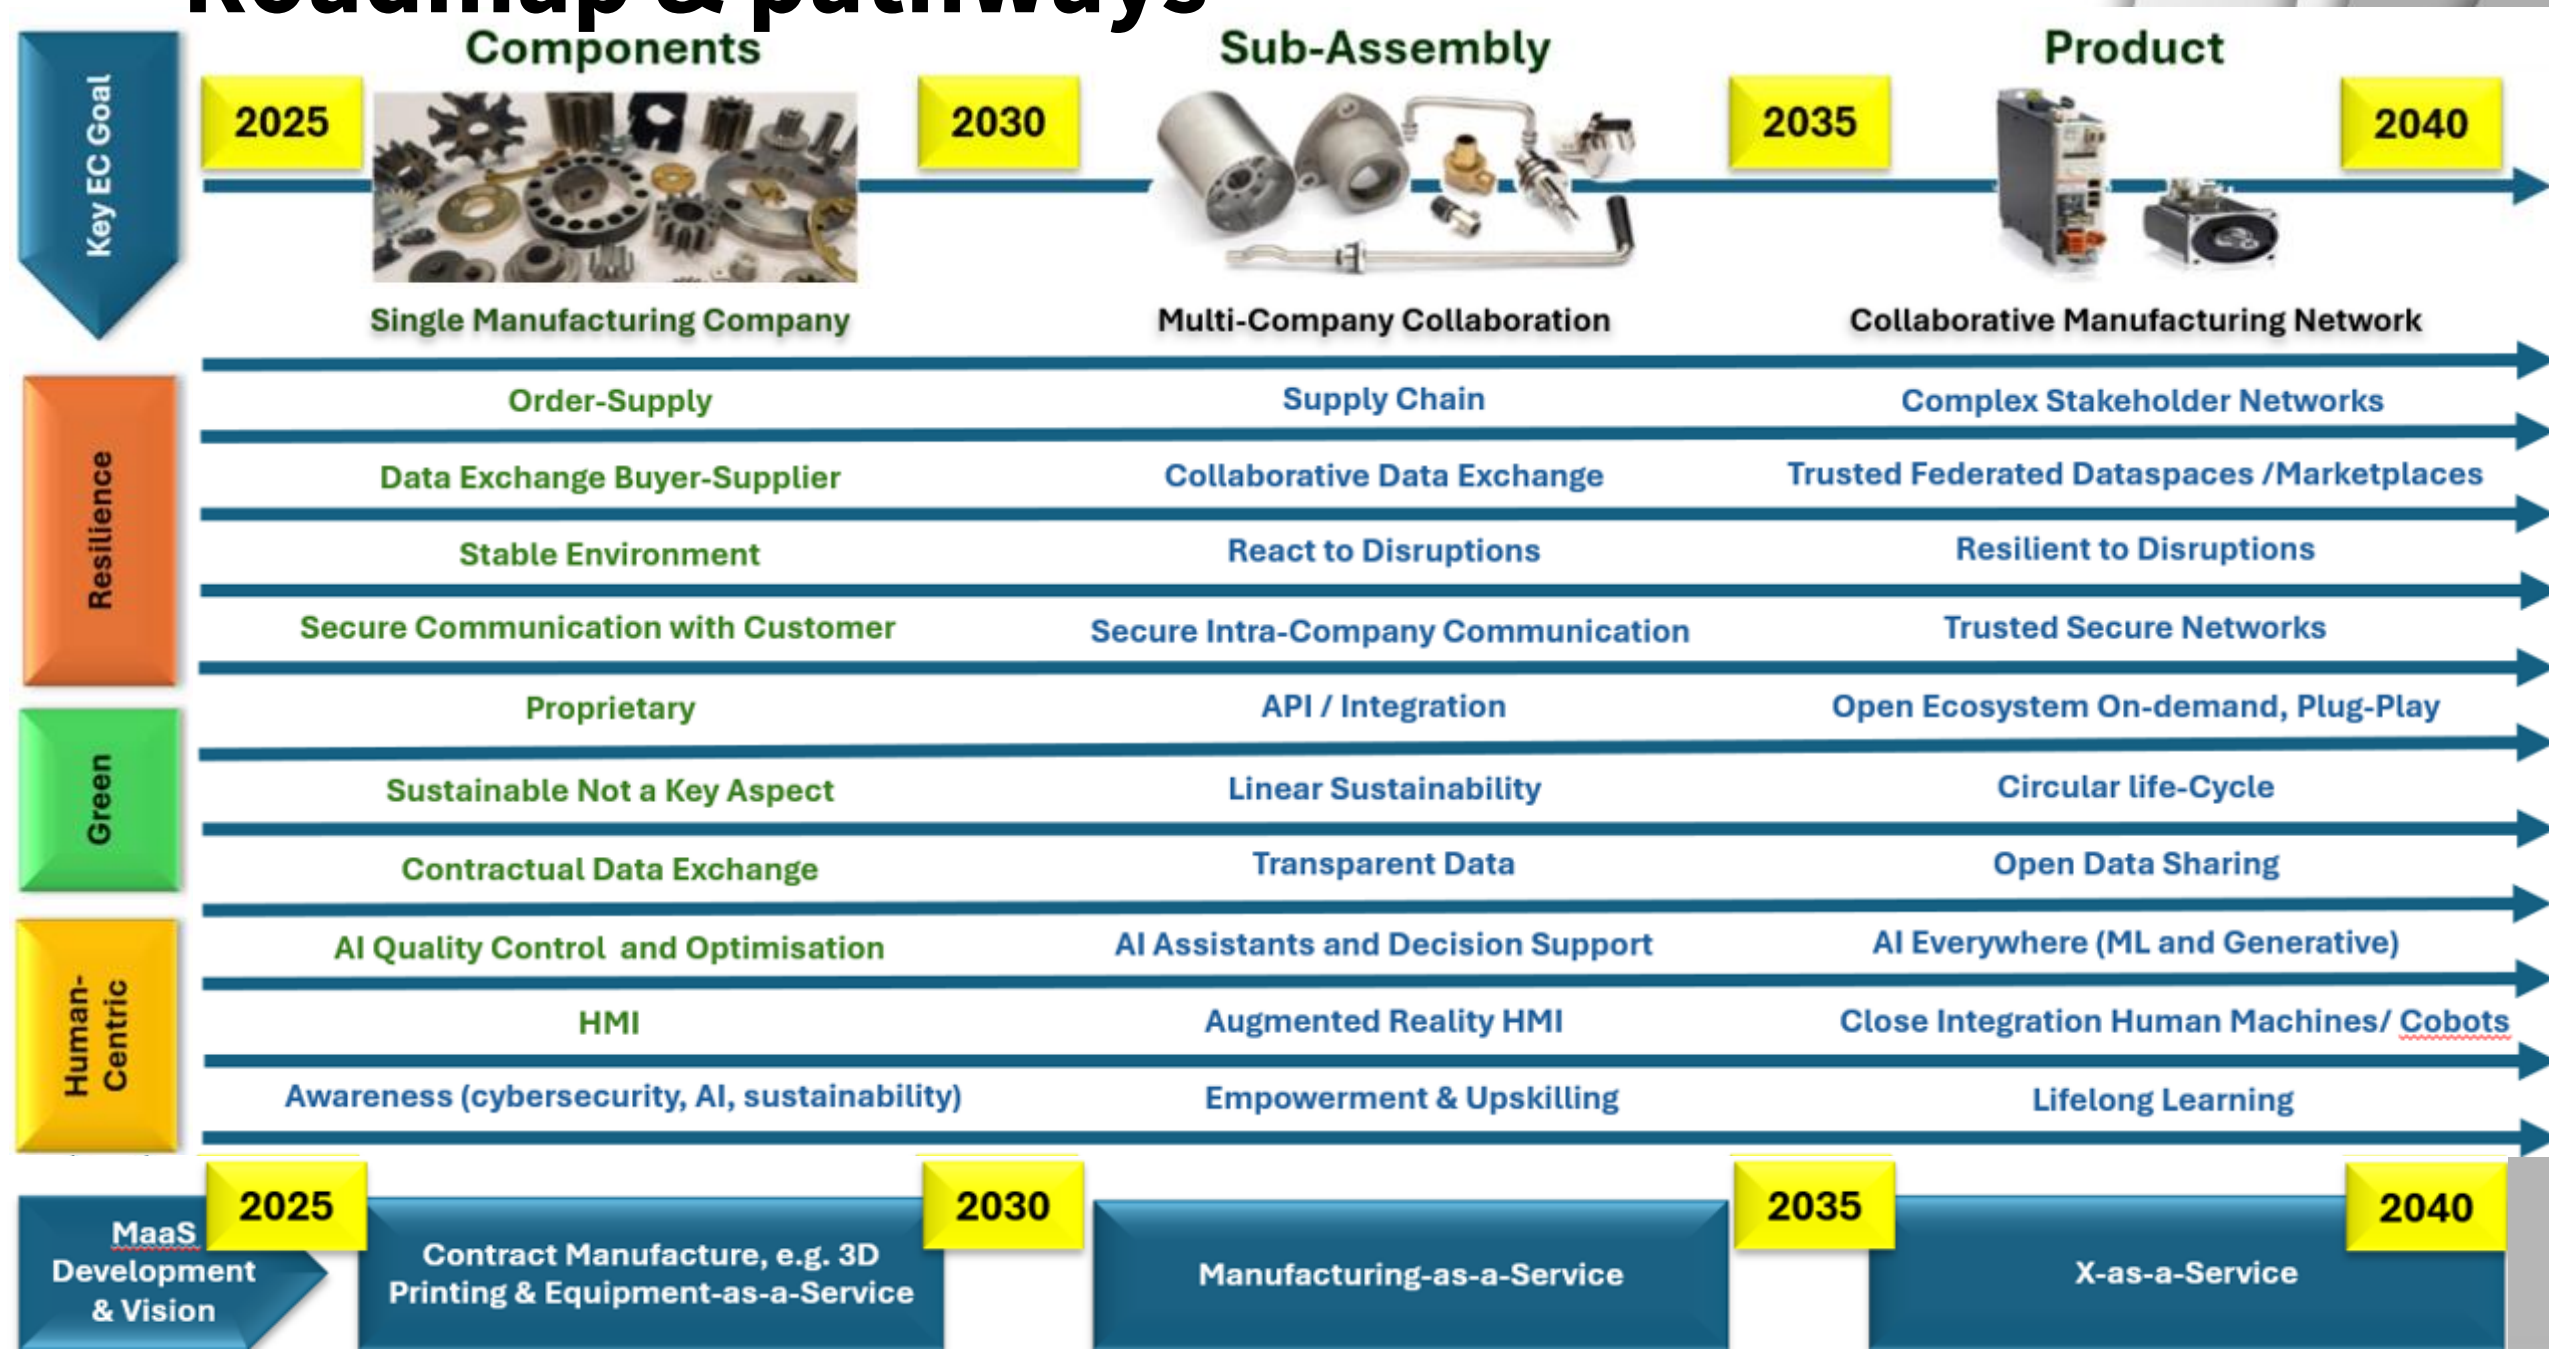 Roadmap & pathways
Components
Sub-Assembly
Product
Key EC Goal
2025
2030
2035
2040
Single Manufacturing Company
Multi-Company Collaboration
Collaborative Manufacturing Network
Resilience
Order-Supply
Supply Chain
Complex Stakeholder Networks
Data Exchange Buyer-Supplier
Collaborative Data Exchange
Trusted Federated Dataspaces /Marketplaces
Stable Environment
React to Disruptions
Resilient to Disruptions
Secure Communication with Customer
Secure Intra-Company Communication
Trusted Secure Networks
Proprietary
API / Integration
Open Ecosystem On-demand, Plug-Play
Green
Sustainable Not a Key Aspect
Linear Sustainability
Circular life-Cycle
Contractual Data Exchange
Transparent Data
Open Data Sharing
Human-
Centric
AI Quality Control and Optimisation
AI Assistants and Decision Support
AI Everywhere (ML and Generative)
HMI
Augmented Reality HMI
Close Integration Human Machines/ Cobots
Awareness (cybersecurity, AI, sustainability)
Empowerment & Upskilling
Lifelong Learning
2025
2030
2035
2040
MaaS
Development
& Vision
Contract Manufacture, e.g. 3D
Printing & Equipment-as-a-Service
Manufacturing-as-a-Service
X-as-a-Service